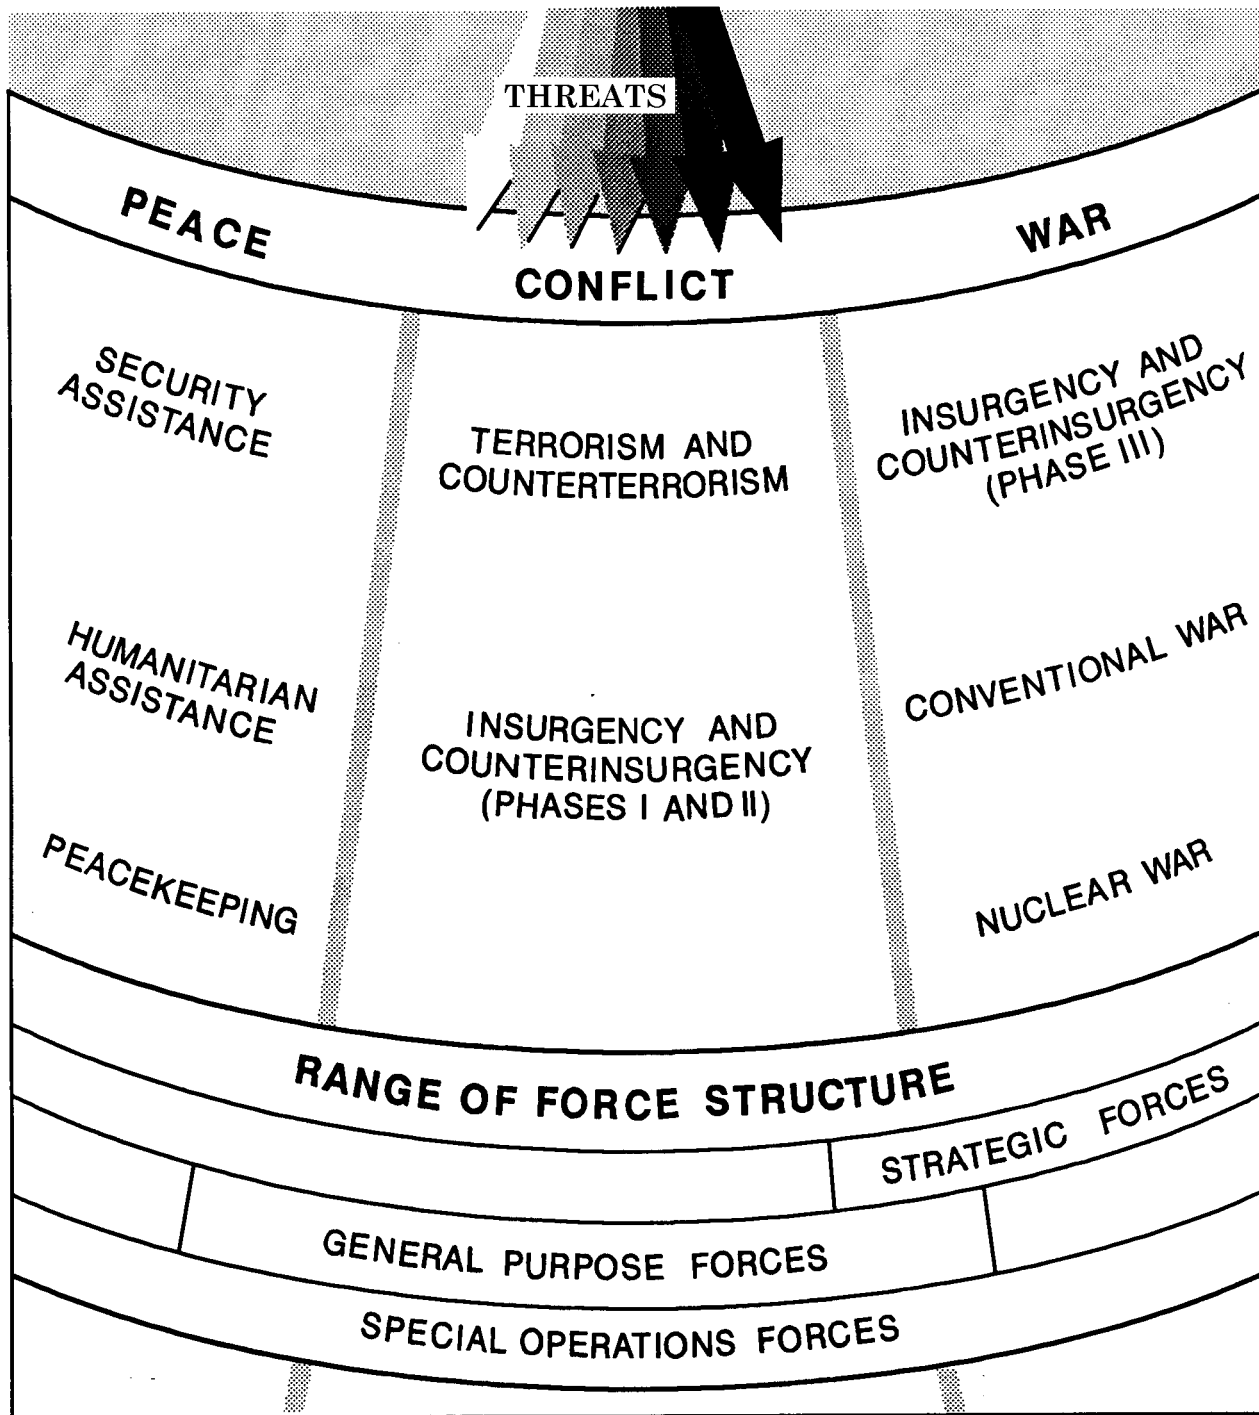 THREATS
PEACE
CONFLICT
WAR
SECURITY
ASSISTANCE
HUMANITARIAN
ASSISTANCE
PEACEKEEPING
TERRORISM AND
COUNTERTERRORISM
INSURGENCY AND
COUNTERINSURGENCY
(PHASES I AND II)
INSURGENCY AND
COUNTERINSURGENCY
(PHASE III)
CONVENTIONAL WAR
NUCLEAR WAR
RANGE OF FORCE STRUCTURE
STRATEGIC FORCES
GENERAL PURPOSE FORCES
SPECIAL OPERATIONS FORCES